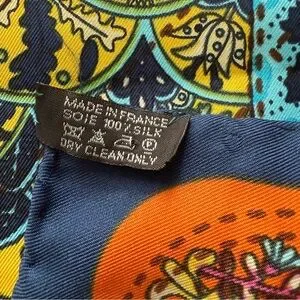 MADE IN FRANCE
SOIE 100% SILK
DRY CLEAN ONLY